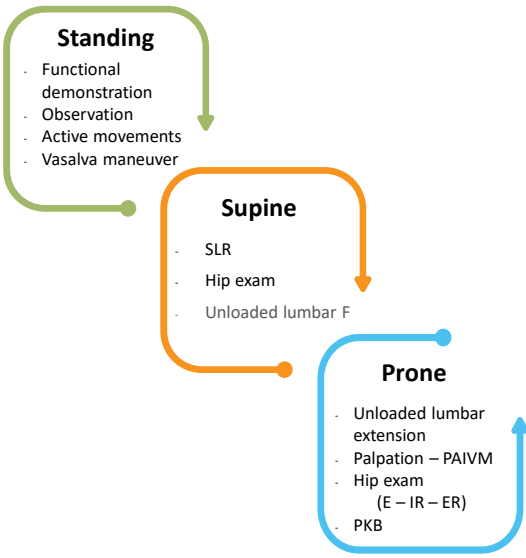 Standing
- Functional
demonstration
- Observation
- Active movements
- Vasalva maneuver
Supine
- SLR
- Hip exam
- Unloaded lumbar F
Prone
- Unloaded lumbar
extension
- Palpation – PAIVM
- Hip exam
(E – IR – ER)
- PKB